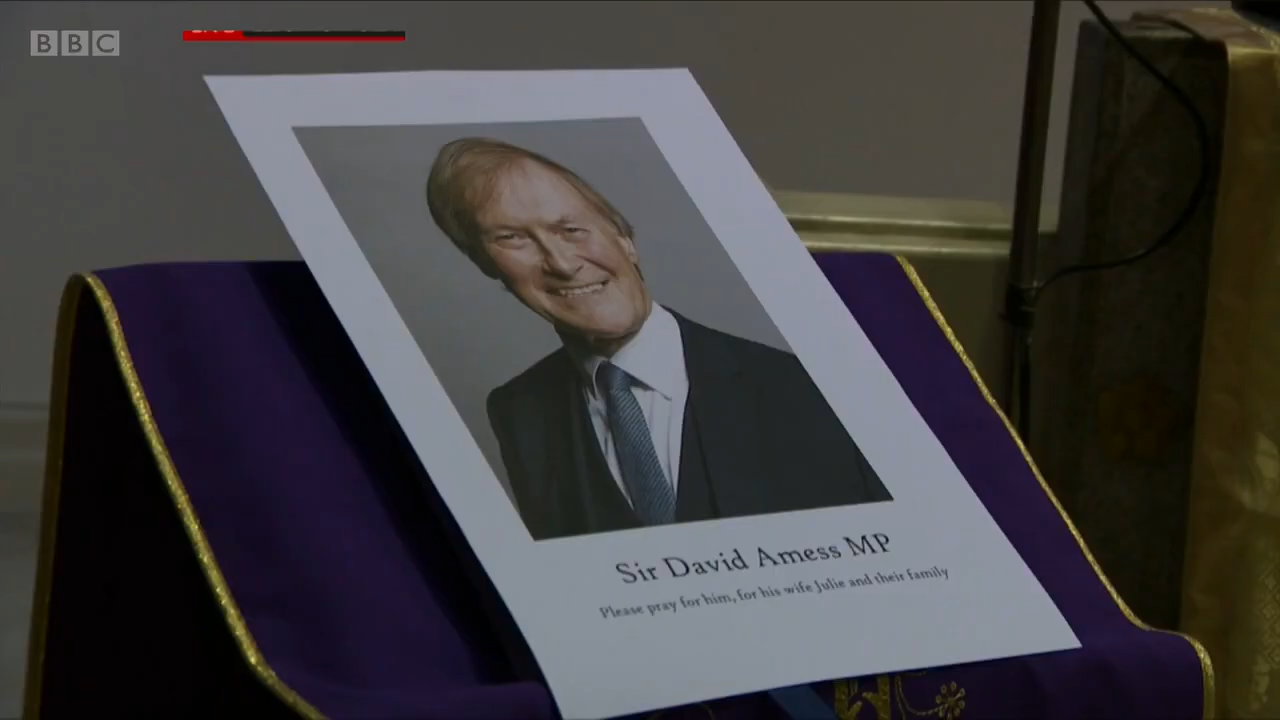 BBC
Sir David Amess MP
Please pray for him, for his wife Julie and their family